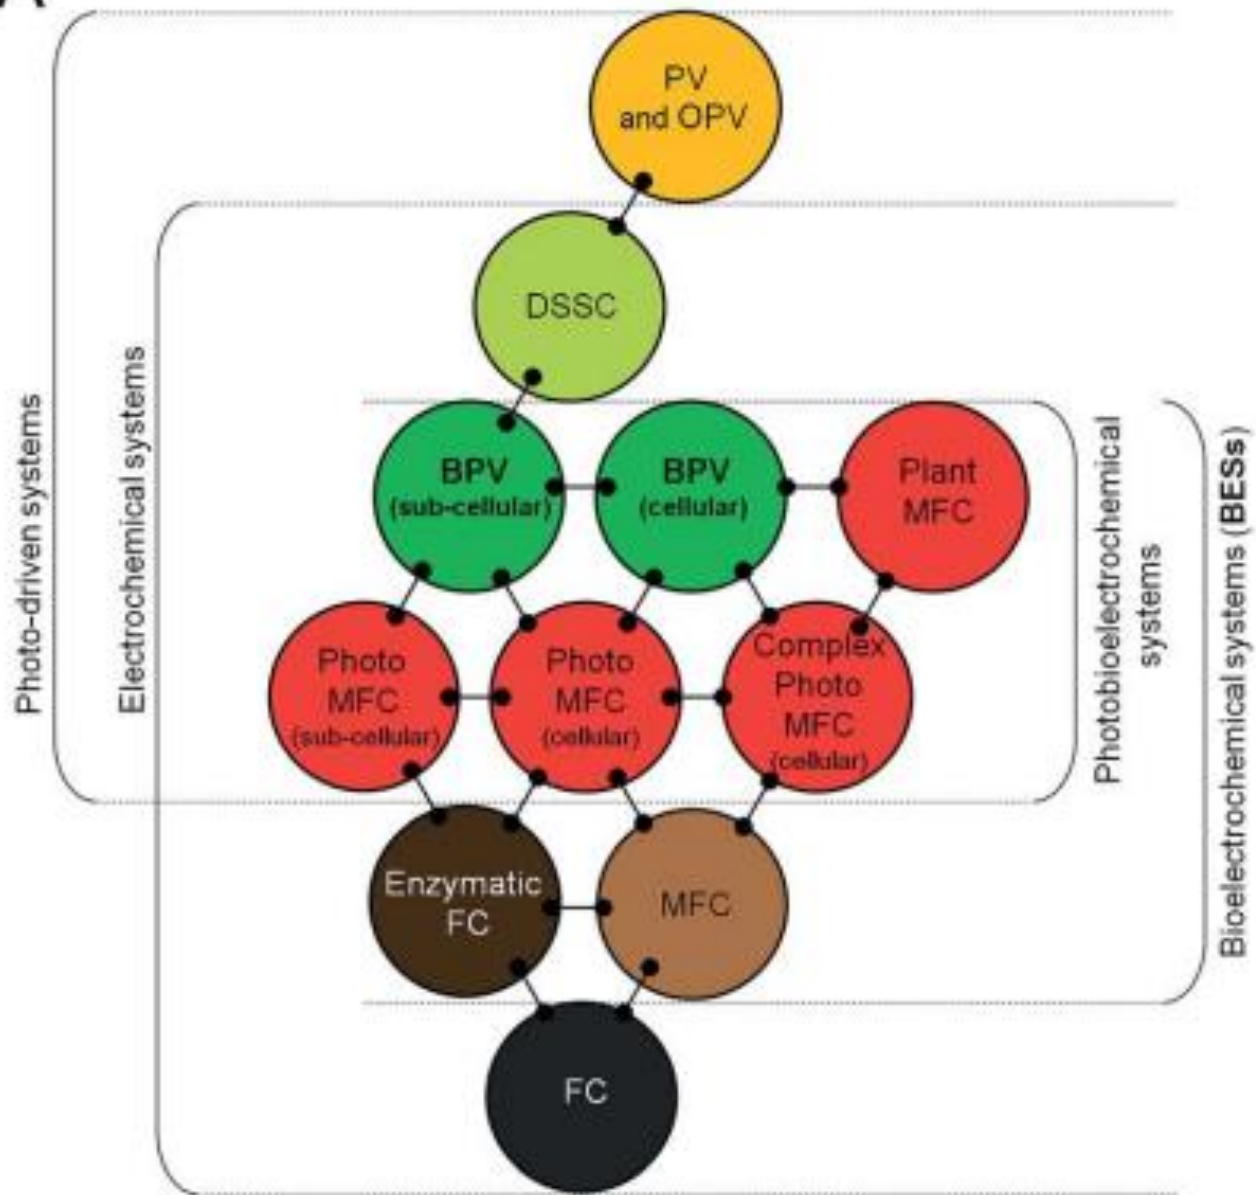 A
PV
and OPV
DSSC
BPV
(sub-cellular)
BPV
(cellular)
Plant
MFC
Photo
MFC
(sub-cellular)
Photo
MFC
(cellular)
Complex
Photo
MFC
(cellular)
Enzymatic
FC
MFC
FC
Photo-driven systems
Electrochemical systems
Photobioelectrochemical
systems
Bioelectrochemical systems (BESs)